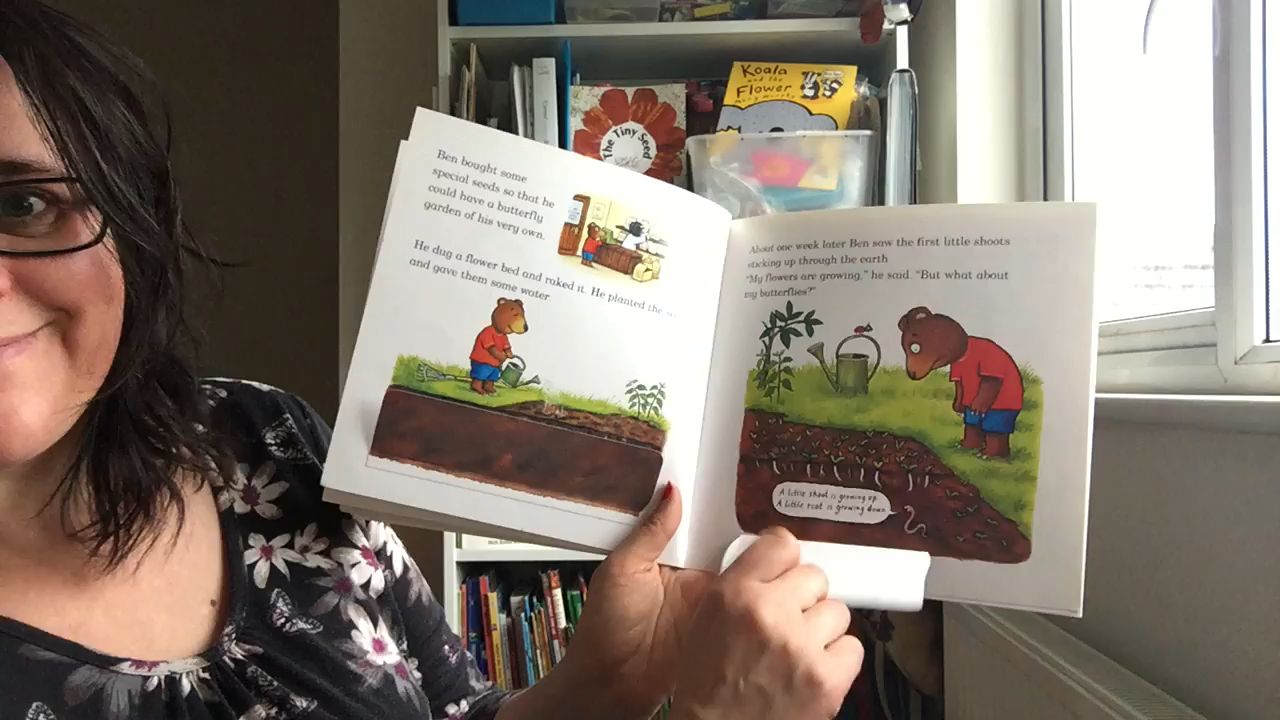 Koala
and the
Flower
mary murphy
The Tiny
Seed
Ben bought some
special seeds so that he
could have a butterfly
garden of his very own.
He dug a flower bed and raked it. He planted the
and gave them some water
About one week later Ben saw the first little shoots
sticking up through the earth
"My flowers are growing," he said. "But what about
my butterflies?"
A little shoot is growing up
A little root is growing down